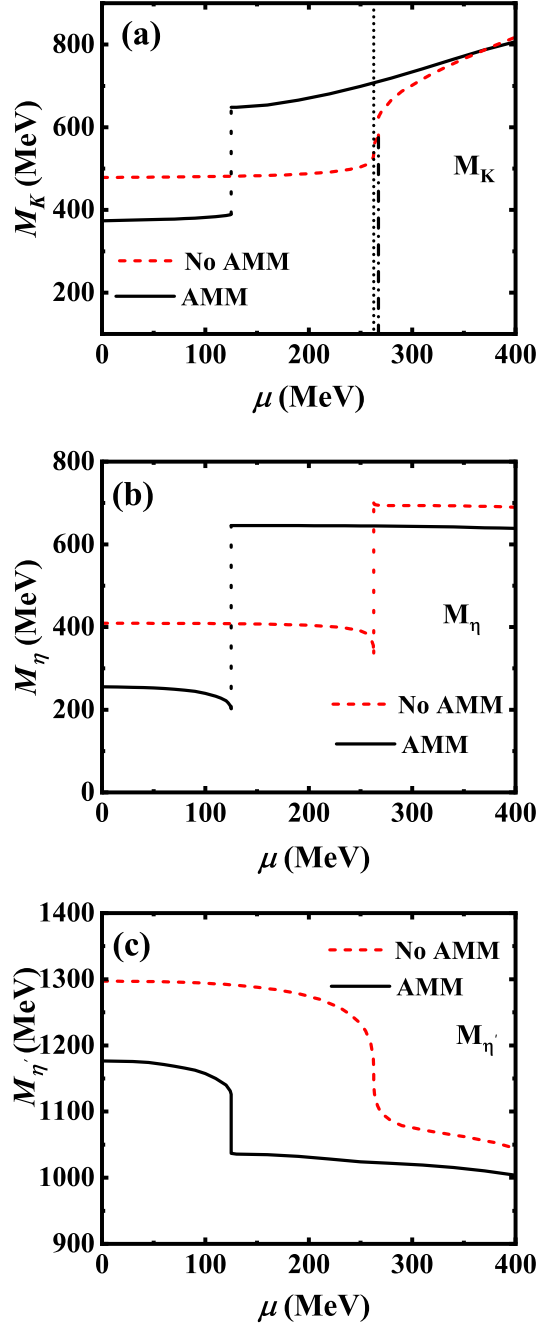 (a)
800
600
400
200
M_K (MeV)
M_K
No AMM
AMM
0 100 200 300 400
μ (MeV)
(b)
800
600
400
200
0
M_η (MeV)
M_η
No AMM
AMM
0 100 200 300 400
μ (MeV)
(c)
1400
1300
1200
1100
1000
900
M_η′ (MeV)
No AMM
AMM
M_η′
0 100 200 300 400
μ (MeV)